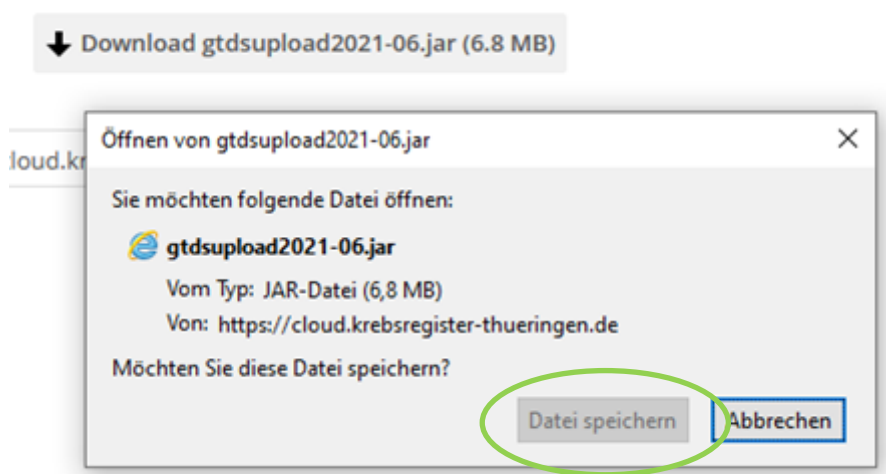 Download gtdsupload2021-06.jar (6.8 MB)
Öffnen von gtdsupload2021-06.jar
loud.kr
Sie möchten folgende Datei öffnen:
gtdsupload2021-06.jar
Vom Typ: JAR-Datei (6,8 MB)
Von: https://cloud.krebsregister-thueringen.de
Möchten Sie diese Datei speichern?
Datei speichern Abbrechen